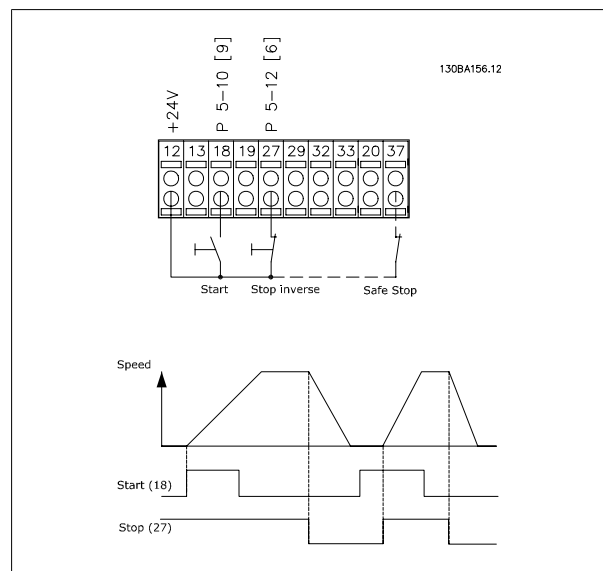 130BA156.12
+24V
P 5-10 [9]
P 5-12 [6]
12 13 18 19 27 29 32 33 20 37
Start Stop inverse Safe Stop
Speed
Start (18)
Stop (27)